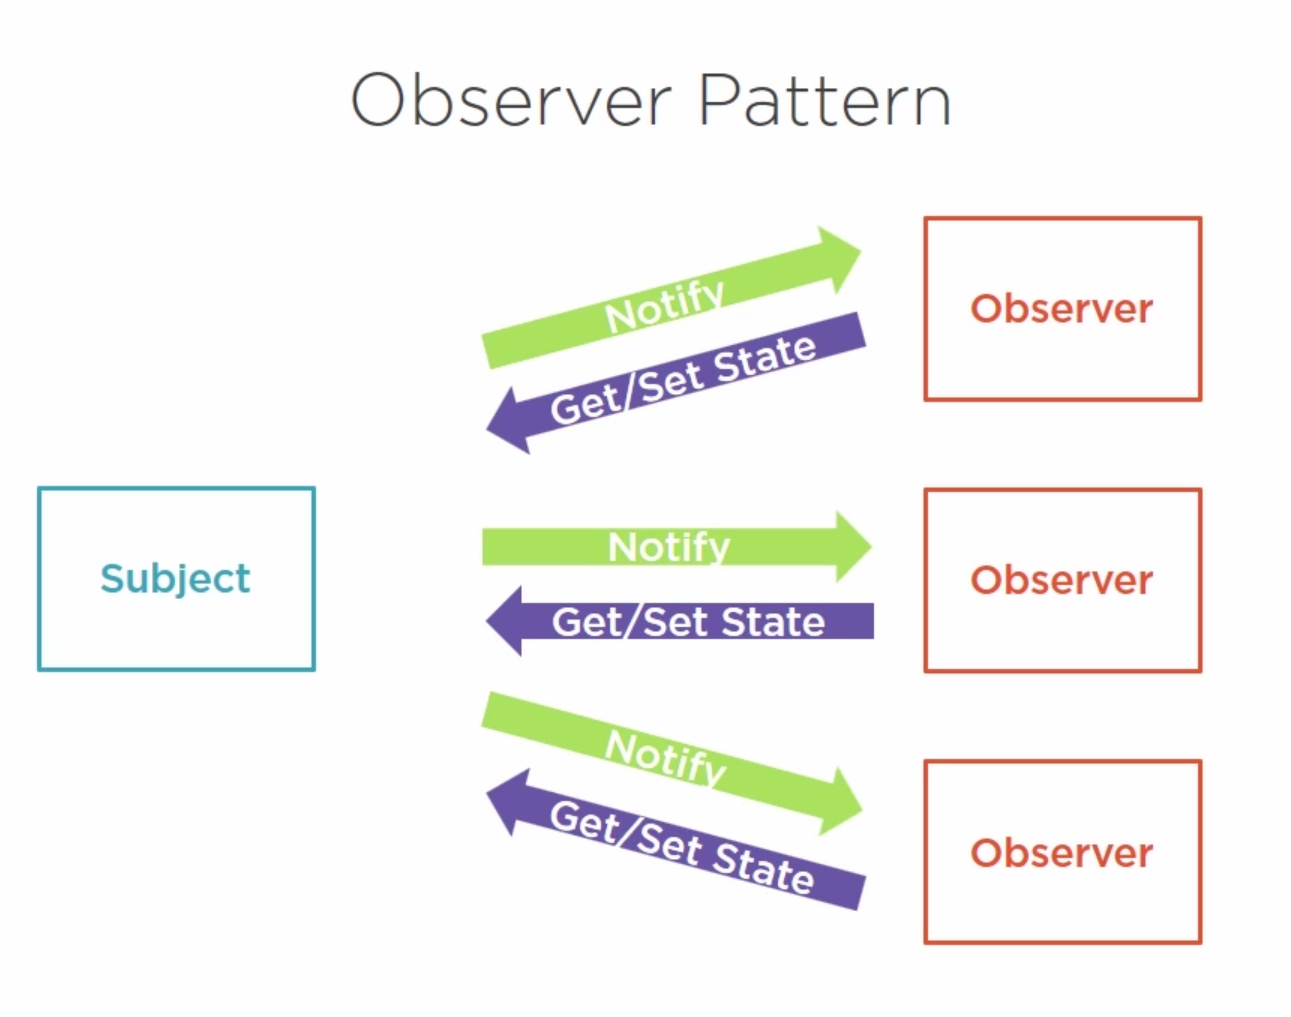 Observer Pattern
Notify
Get/Set State
Observer
Subject
Notify
Get/Set State
Observer
Notify
Get/Set State
Observer